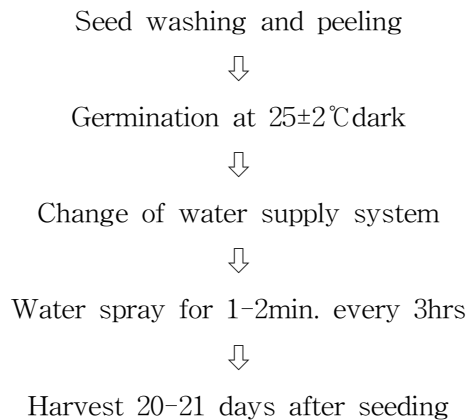 Seed washing and peeling
⇩
Germination at 25±2℃dark
⇩
Change of water supply system
⇩
Water spray for 1-2min. every 3hrs
⇩
Harvest 20-21 days after seeding